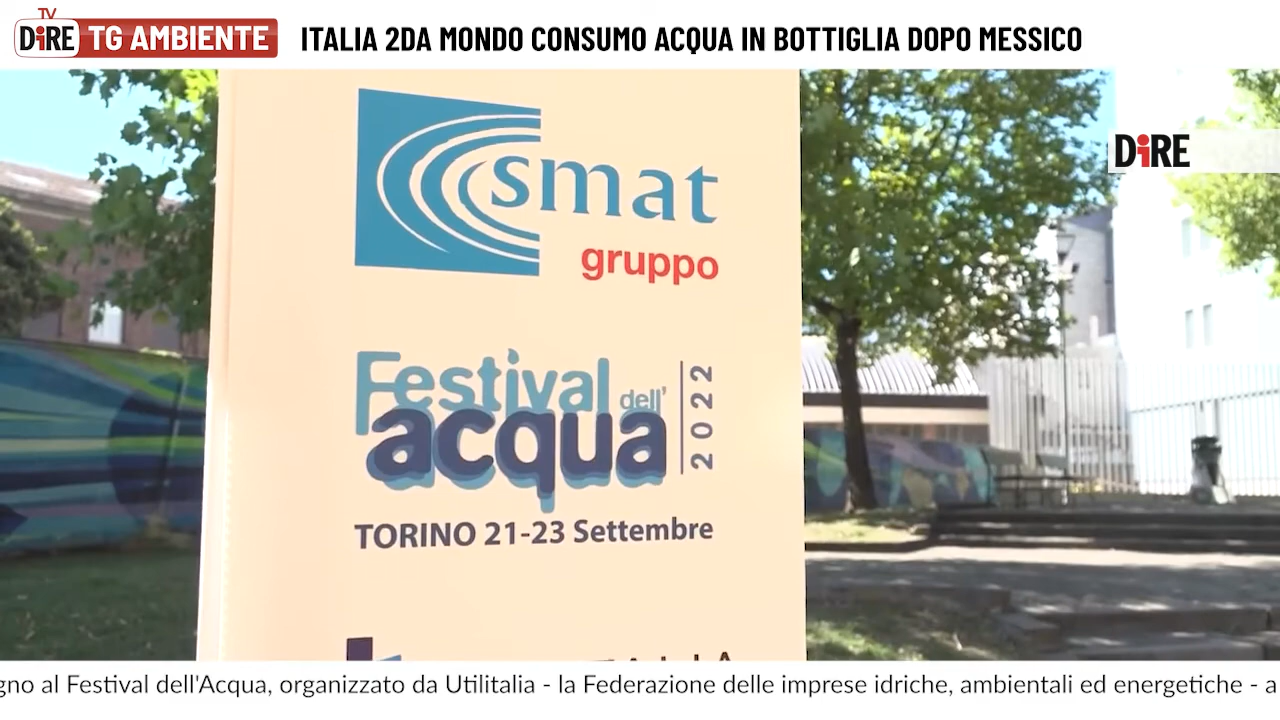 TV
DiRE TG AMBIENTE
ITALIA 2DA MONDO CONSUMO ACQUA IN BOTTIGLIA DOPO MESSICO
DiRE
smat
gruppo
Festival dell'
acqua
2022
TORINO 21-23 Settembre
al Festival dell'Acqua, organizzato da Utilitalia - la Federazione delle imprese idriche, ambientali ed energetiche - a